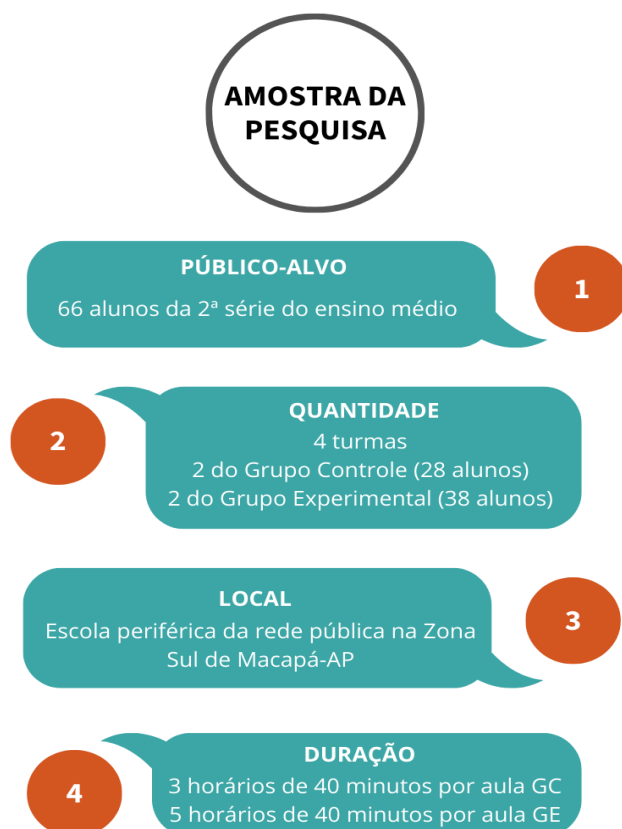 AMOSTRA DA
PESQUISA
PÚBLICO-ALVO
66 alunos da 2ª série do ensino médio
1
2
QUANTIDADE
4 turmas
2 do Grupo Controle (28 alunos)
2 do Grupo Experimental (38 alunos)
LOCAL
Escola periférica da rede pública na Zona
Sul de Macapá-AP
3
4
DURAÇÃO
3 horários de 40 minutos por aula GC
5 horários de 40 minutos por aula GE